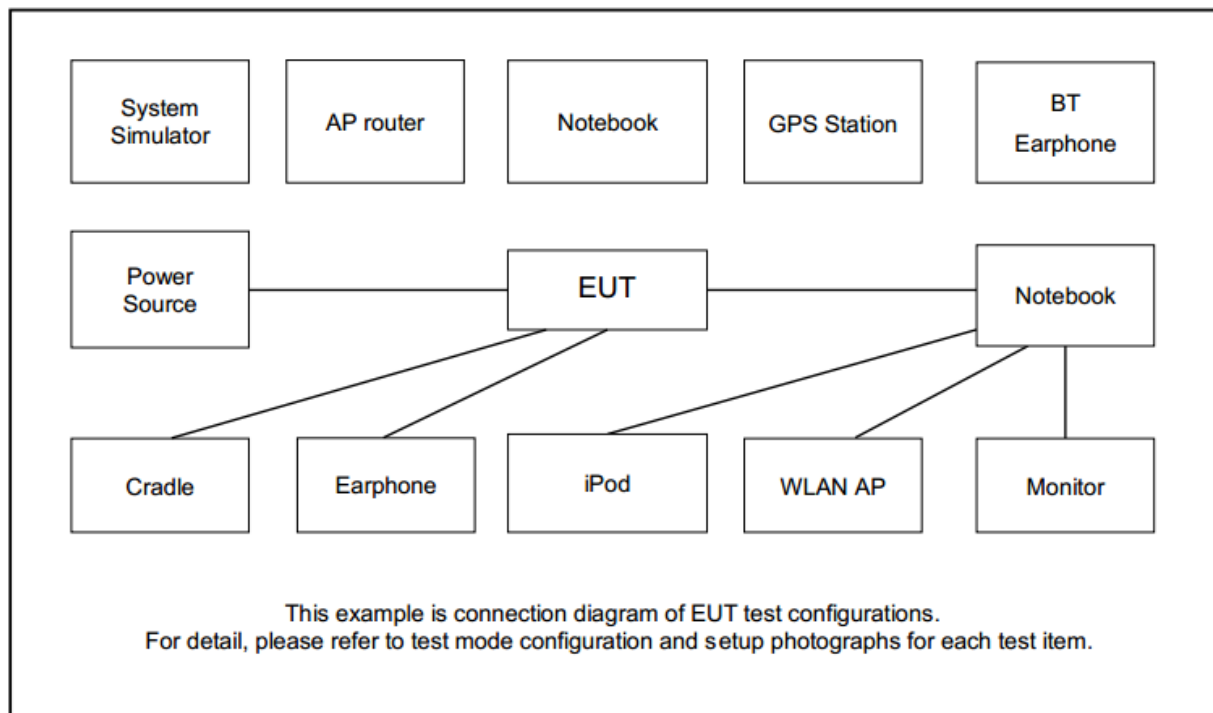 System
Simulator
AP router
Notebook
GPS Station
BT
Earphone
Power
Source
EUT
Notebook
Cradle
Earphone
iPod
WLAN AP
Monitor
This example is connection diagram of EUT test configurations.
For detail, please refer to test mode configuration and setup photographs for each test item.